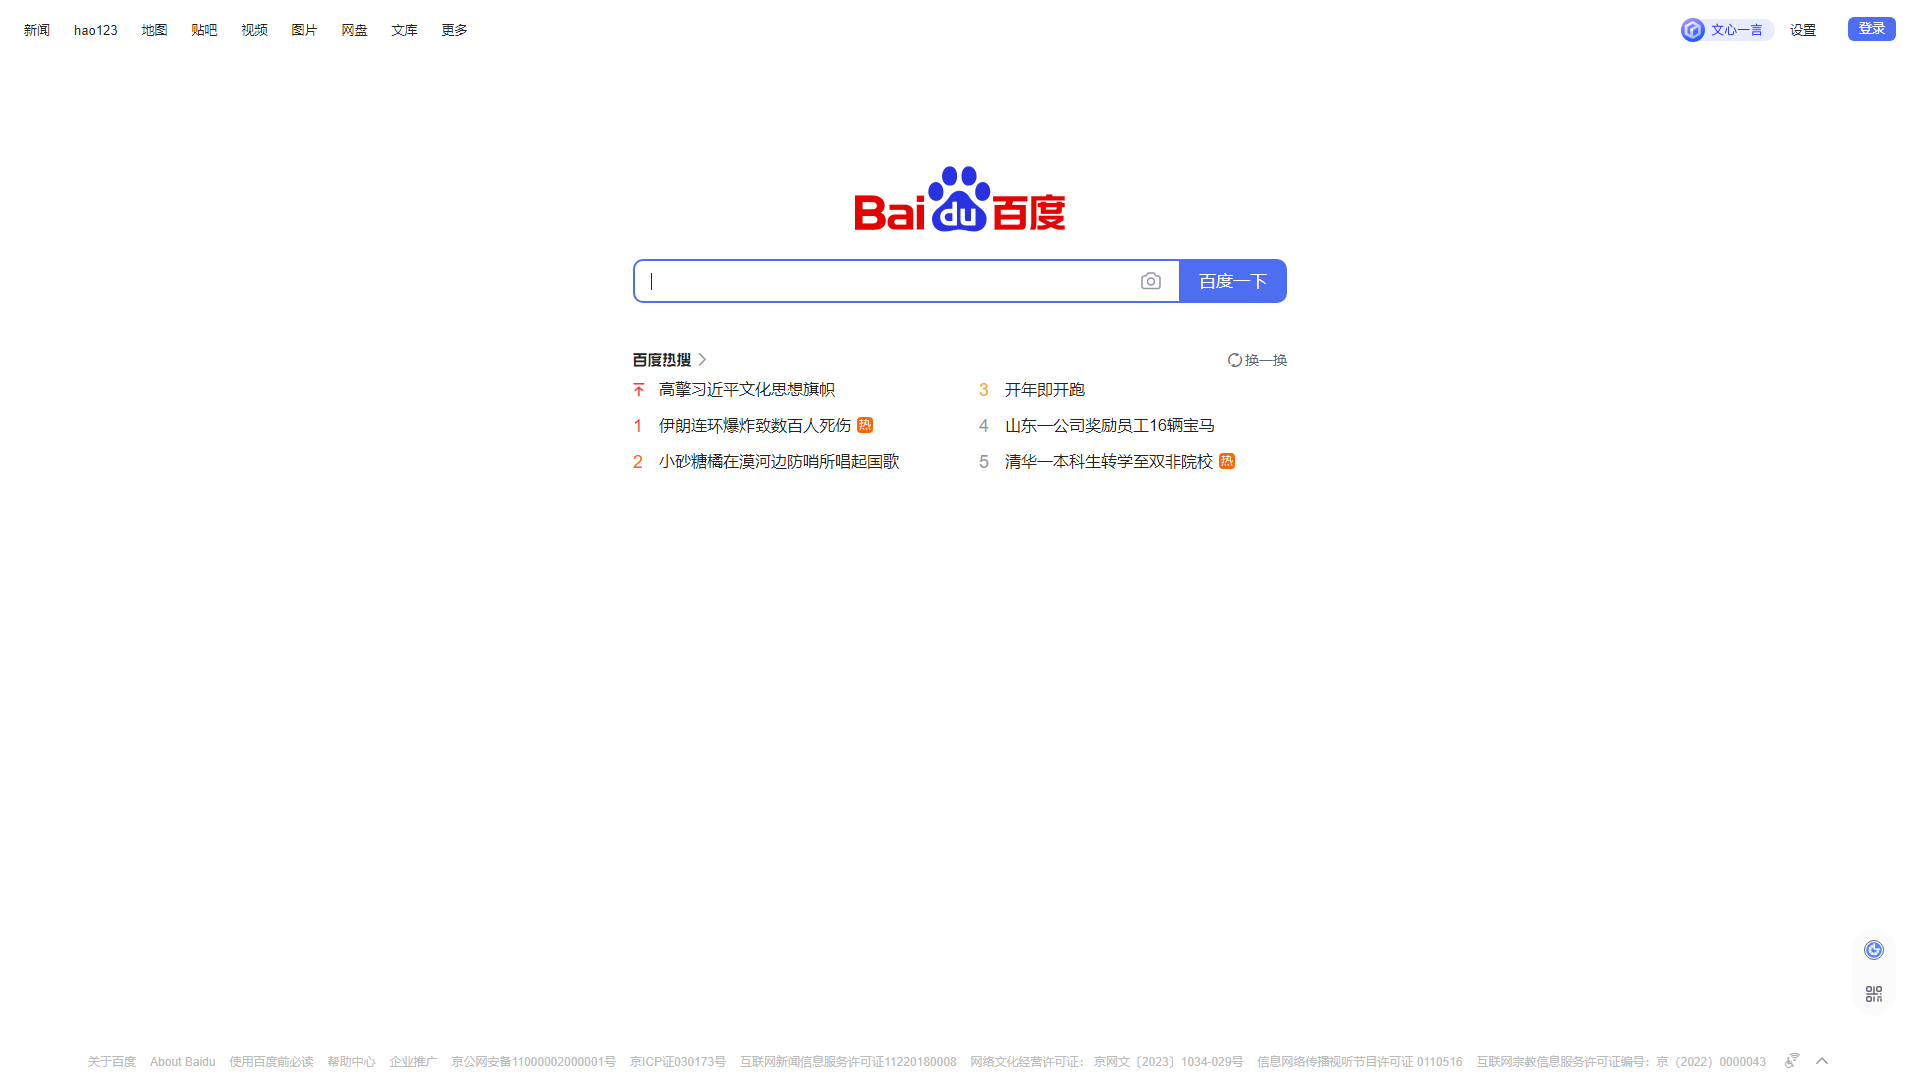 新闻 hao123 地图 贴吧 视频 图片 网盘 文库 更多 文心一言 设置 登录
Bai du 百度
百度一下
百度热搜 换一换
高擎习近平文化思想旗帜
1 伊朗连环爆炸致数百人死伤 热
2 小砂糖橘在漠河边防哨所唱起国歌
3 开年即开跑
4 山东一公司奖励员工16辆宝马
5 清华一本科生转学至双非院校 热
关于百度 About Baidu 使用百度前必读 帮助中心 企业推广 京公网安备11000002000001号 京ICP证030173号 互联网新闻信息服务许可证11220180008 网络文化经营许可证： 京网文〔2023〕1034-029号 信息网络传播视听节目许可证 0110516 互联网宗教信息服务许可证编号：京（2022）0000043